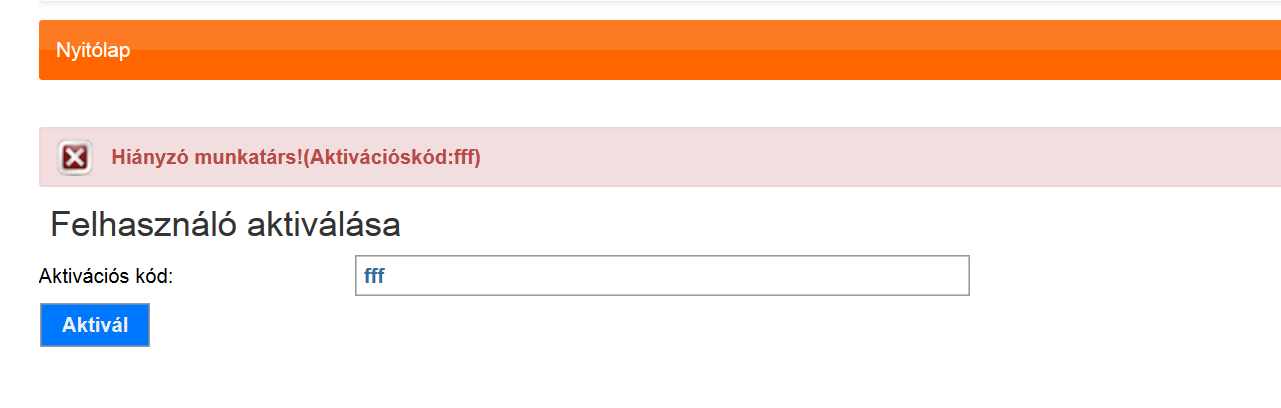 Nyitólap
Hiányzó munkatárs!(Aktivációskód:fff)
Felhasználó aktiválása
Aktivációs kód:
fff
Aktivál